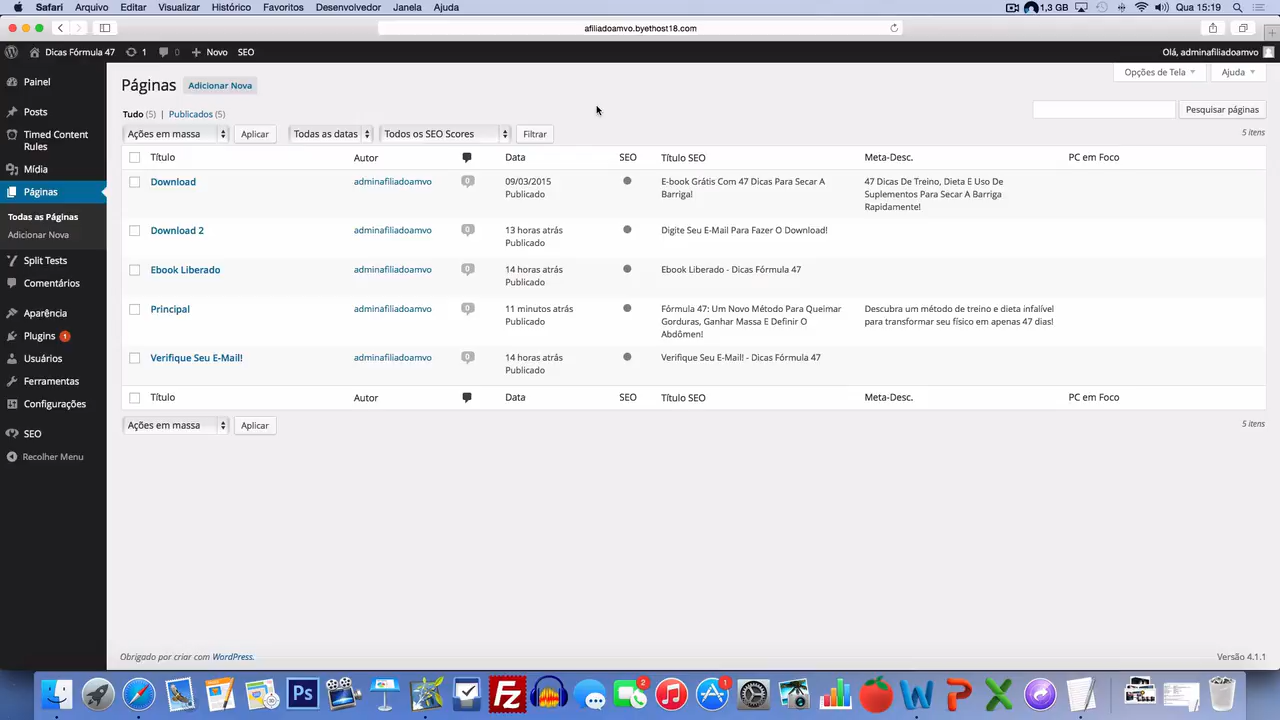 Safari Arquivo Editar Visualizar Histórico Favoritos Desenvolvedor Janela Ajuda 1,3 GB Qua 15:19
afiliadoamvo.byethost18.com
Dicas Fórmula 47 1 0 Novo SEO Olá, adminafiliadoamvo
Opções de Tela Ajuda
Painel
Posts
Timed Content
Rules
Mídia
Páginas
Todas as Páginas
Adicionar Nova
Split Tests
Comentários
Aparência
Plugins 1
Usuários
Ferramentas
Configurações
SEO
Recolher Menu
Páginas Adicionar Nova
Tudo (5) | Publicados (5)
Pesquisar páginas
Ações em massa Aplicar Todas as datas Todos os SEO Scores Filtrar
5 itens
Título Autor Data SEO Título SEO Meta-Desc. PC em Foco
Download adminafiliadoamvo 0 09/03/2015 E-book Grátis Com 47 Dicas Para Secar A 47 Dicas De Treino, Dieta E Uso De
Publicado Barriga! Suplementos Para Secar A Barriga
Rapidamente!
Download 2 adminafiliadoamvo 0 13 horas atrás Digite Seu E-Mail Para Fazer O Download!
Publicado
Ebook Liberado adminafiliadoamvo 0 14 horas atrás Ebook Liberado - Dicas Fórmula 47
Publicado
Principal adminafiliadoamvo 0 11 minutos atrás Fórmula 47: Um Novo Método Para Queimar Descubra um método de treino e dieta infalível
Publicado Gorduras, Ganhar Massa E Definir O para transformar seu físico em apenas 47 dias!
Abdômen!
Verifique Seu E-Mail! adminafiliadoamvo 0 14 horas atrás Verifique Seu E-Mail! - Dicas Fórmula 47
Publicado
Título Autor Data SEO Título SEO Meta-Desc. PC em Foco
Ações em massa Aplicar
5 itens
Obrigado por criar com WordPress. Versão 4.1.1
Ps Fz 2 1 W P X